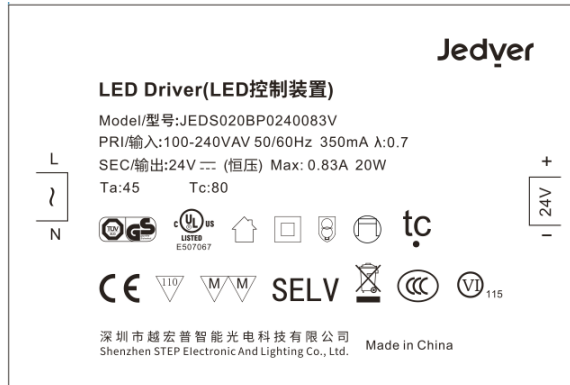 Jedver
LED Driver(LED控制装置)
Model/型号:JEDS020BP0240083V
PRI/输入:100-240VAV 50/60Hz 350mA λ:0.7
SEC/输出:24V ⎓ (恒压) Max: 0.83A 20W
Ta:45 Tc:80
L
~
N
+
24V
−
TÜV GS
c UL us
LISTED
E507067
tc
CE 110 M M SELV CCC VI 115
深圳市越宏普智能光电科技有限公司
Shenzhen STEP Electronic And Lighting Co., Ltd.
Made in China